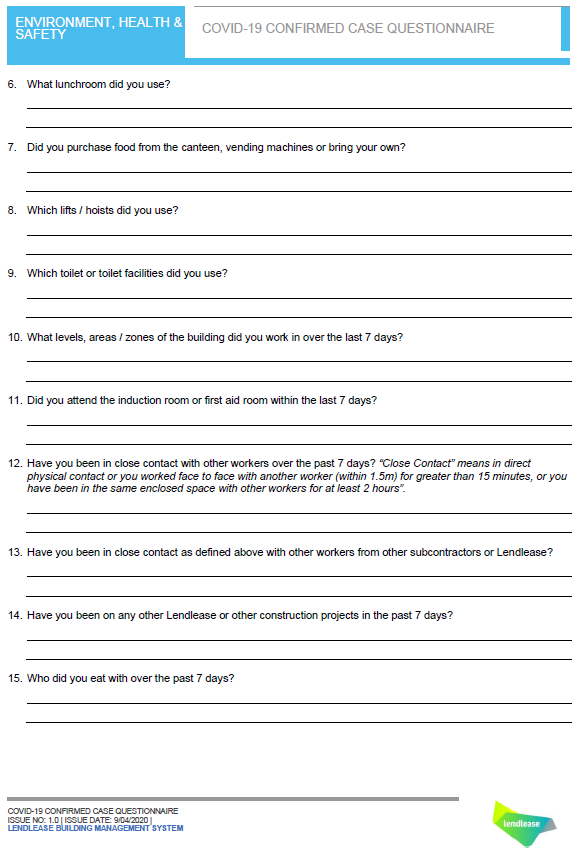 ENVIRONMENT, HEALTH &
SAFETY
COVID-19 CONFIRMED CASE QUESTIONNAIRE
6. What lunchroom did you use?
7. Did you purchase food from the canteen, vending machines or bring your own?
8. Which lifts / hoists did you use?
9. Which toilet or toilet facilities did you use?
10. What levels, areas / zones of the building did you work in over the last 7 days?
11. Did you attend the induction room or first aid room within the last 7 days?
12. Have you been in close contact with other workers over the past 7 days? “Close Contact” means in direct
physical contact or you worked face to face with another worker (within 1.5m) for greater than 15 minutes, or you
have been in the same enclosed space with other workers for at least 2 hours”.
13. Have you been in close contact as defined above with other workers from other subcontractors or Lendlease?
14. Have you been on any other Lendlease or other construction projects in the past 7 days?
15. Who did you eat with over the past 7 days?
COVID-19 CONFIRMED CASE QUESTIONNAIRE
ISSUE NO: 1.0 | ISSUE DATE: 9/04/2020 |
LENDLEASE BUILDING MANAGEMENT SYSTEM
lendlease